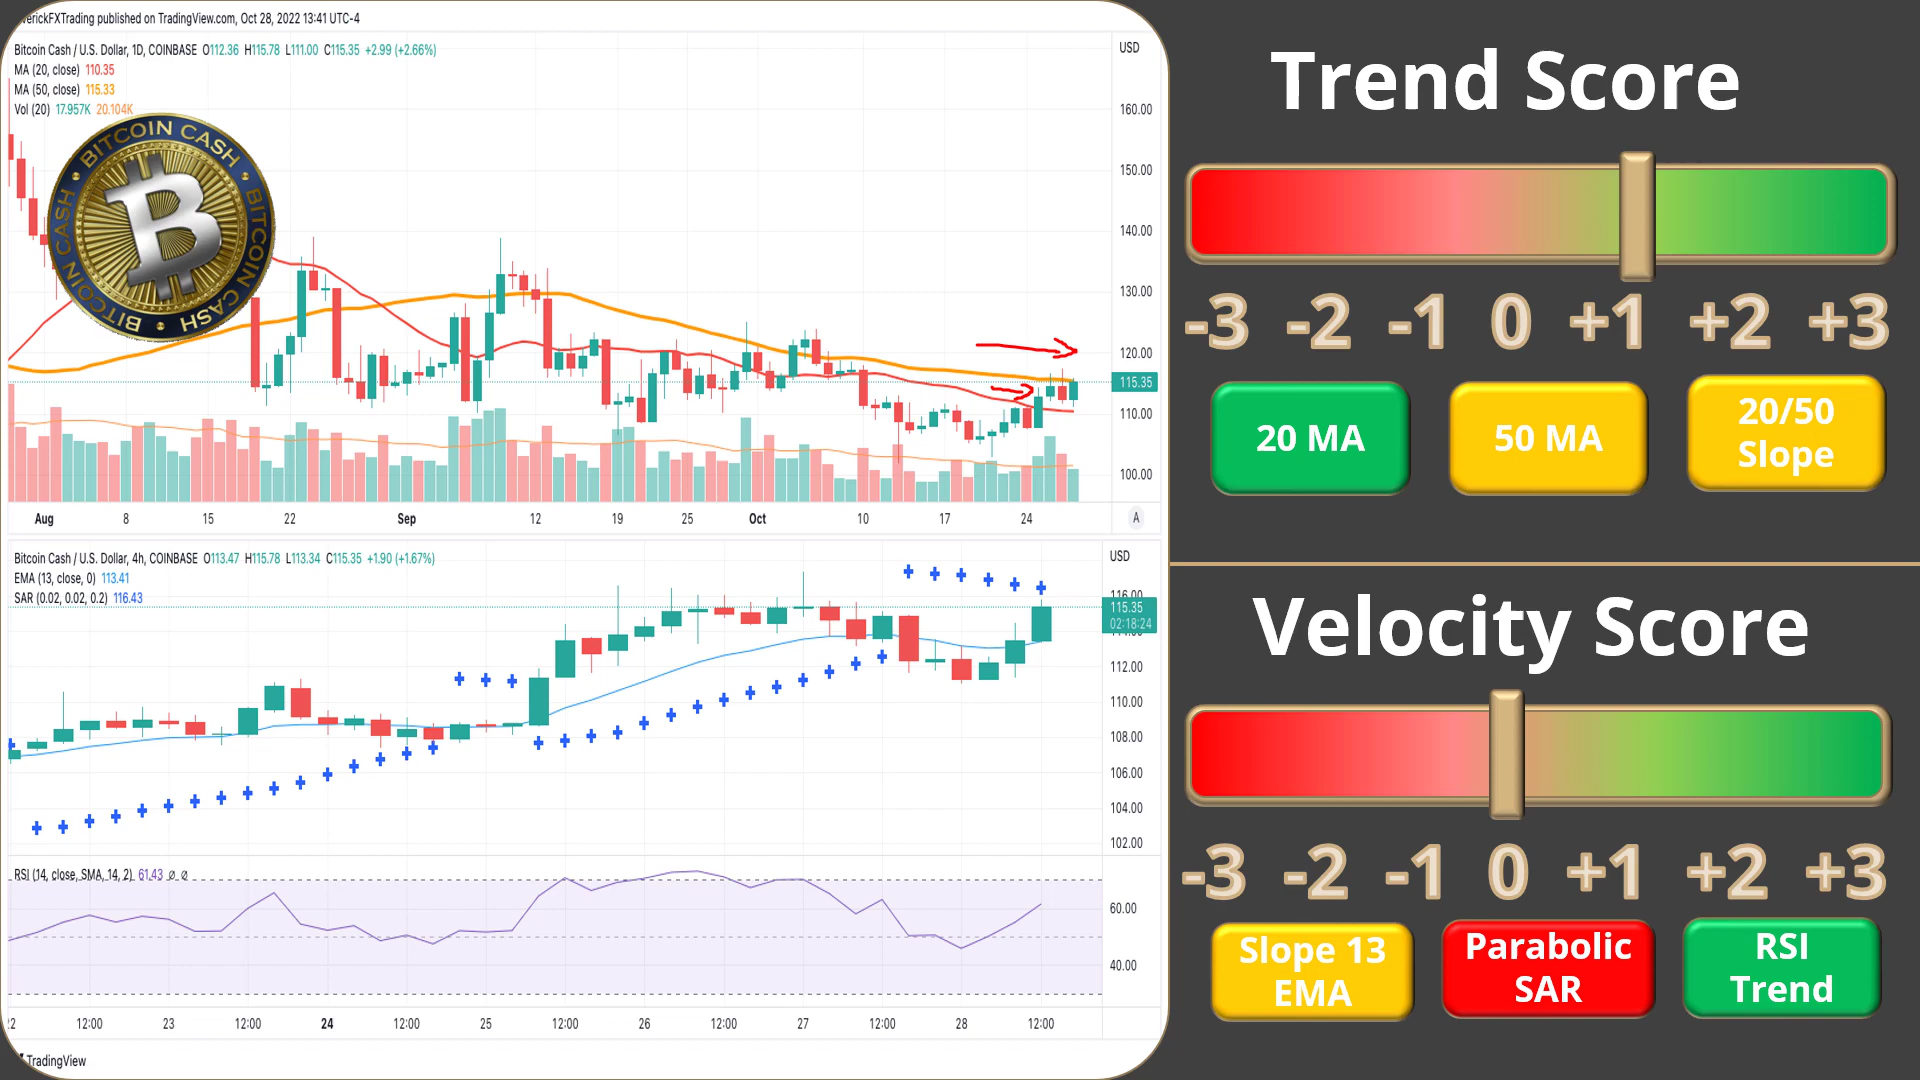 erickFXTrading published on TradingView.com, Oct 28, 2022 13:41 UTC-4
Bitcoin Cash / U.S. Dollar, 1D, COINBASE O112.36 H115.78 L111.00 C115.35 +2.99 (+2.66%)
MA (20, close) 110.35
MA (50, close) 115.33
Vol (20) 17.957K 20.104K
BITCOIN CASH
BITCOIN CASH
BITCOIN CASH
USD
160.00
150.00
140.00
130.00
120.00
115.35
110.00
100.00
Aug 8 15 22 Sep 12 19 25 Oct 10 17 24 A
Bitcoin Cash / U.S. Dollar, 4h, COINBASE O113.47 H115.78 L113.34 C115.35 +1.90 (+1.67%)
EMA (13, close, 0) 113.41
SAR (0.02, 0.02, 0.2) 116.43
USD
116.00
115.35
02:18:24
114.00
112.00
110.00
108.00
106.00
104.00
102.00
RSI (14, close, SMA, 14, 2) 61.43 ∅ ∅
60.00
40.00
22 12:00 23 12:00 24 12:00 25 12:00 26 12:00 27 12:00 28 12:00
TradingView
Trend Score
-3 -2 -1 0 +1 +2 +3
20 MA
50 MA
20/50
Slope
Velocity Score
-3 -2 -1 0 +1 +2 +3
Slope 13
EMA
Parabolic
SAR
RSI
Trend